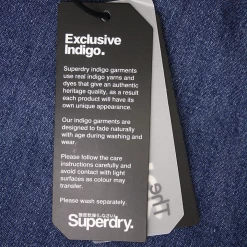 Exclusive
Indigo.
Superdry indigo garments
use real indigo yarns and
dyes that give an authentic
heritage quality, as a result
each product will have its
own unique appearance.
Our indigo garments are
designed to fade naturally
with age during washing and
wear.
Please follow the care
instructions carefully and
avoid contact with light
surfaces as colour may
transfer.
Please wash separately.
Superdry.
The